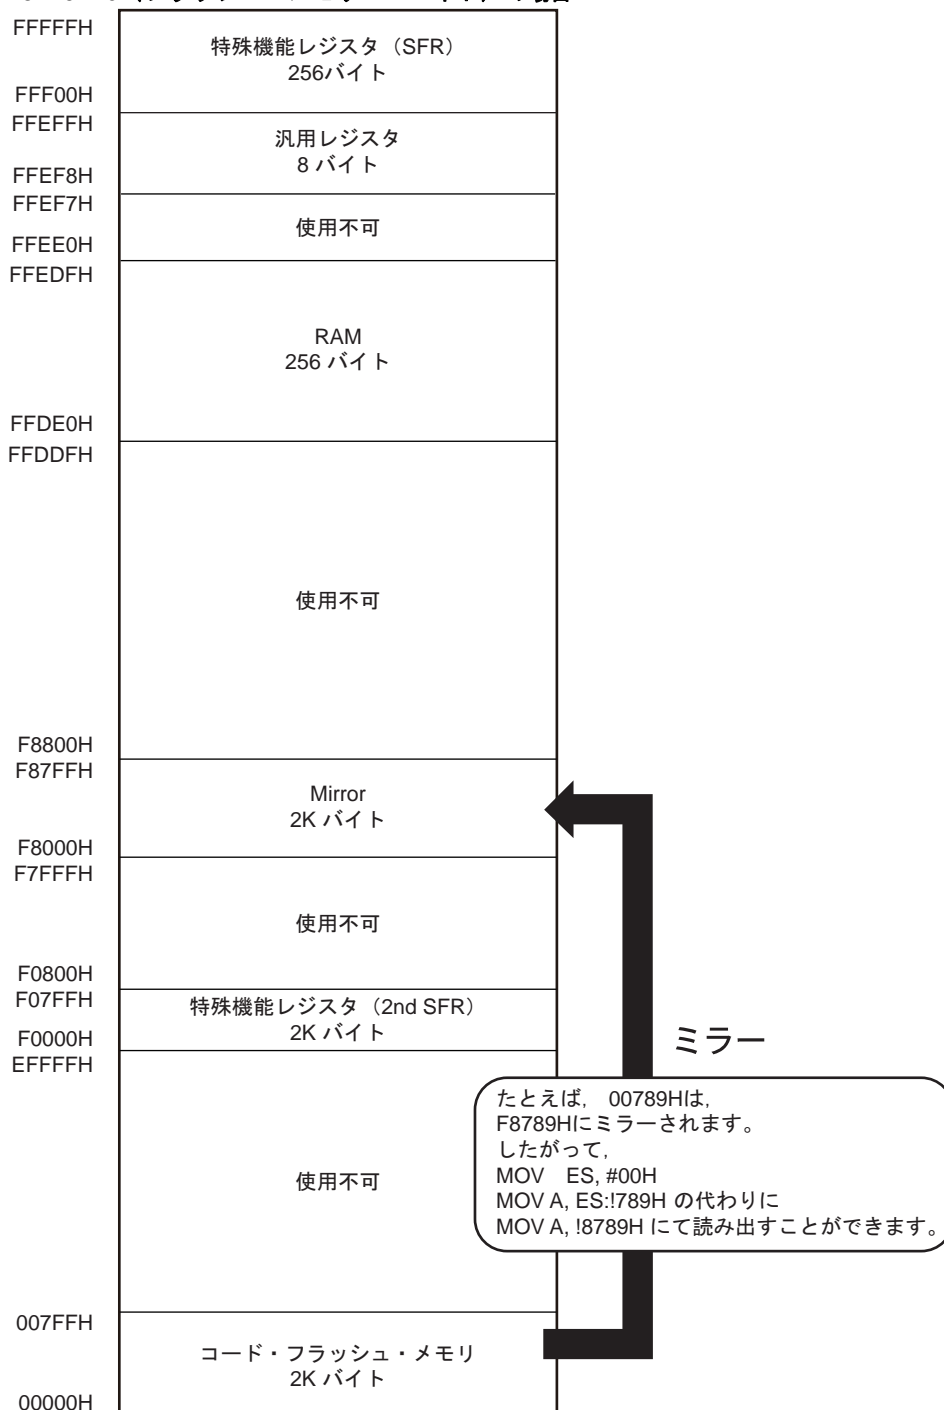 FFFFFH
特殊機能レジスタ（SFR）
256バイト
FFF00H
FFEFFH
汎用レジスタ
8 バイト
FFEF8H
FFEF7H
使用不可
FFEE0H
FFEDFH
RAM
256 バイト
FFDE0H
FFDDFH
使用不可
F8800H
F87FFH
Mirror
2K バイト
F8000H
F7FFFH
使用不可
F0800H
F07FFH
特殊機能レジスタ（2nd SFR）
2K バイト
F0000H
EFFFFH
ミラー
たとえば, 00789Hは,
F8789Hにミラーされます。
したがって,
MOV ES, #00H
MOV A, ES:!789H の代わりに
MOV A, !8789H にて読み出すことができます。
使用不可
007FFH
コード・フラッシュ・メモリ
2K バイト
00000H